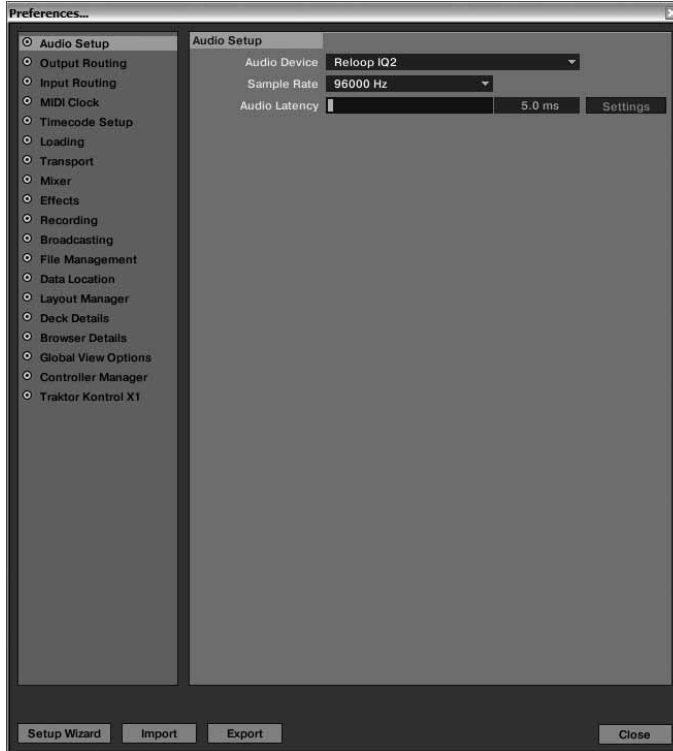 Preferences...
Audio Setup
Output Routing
Input Routing
MIDI Clock
Timecode Setup
Loading
Transport
Mixer
Effects
Recording
Broadcasting
File Management
Data Location
Layout Manager
Deck Details
Browser Details
Global View Options
Controller Manager
Traktor Kontrol X1
Audio Setup
Audio Device Reloop IQ2
Sample Rate 96000 Hz
Audio Latency 5.0 ms Settings
Setup Wizard Import Export Close